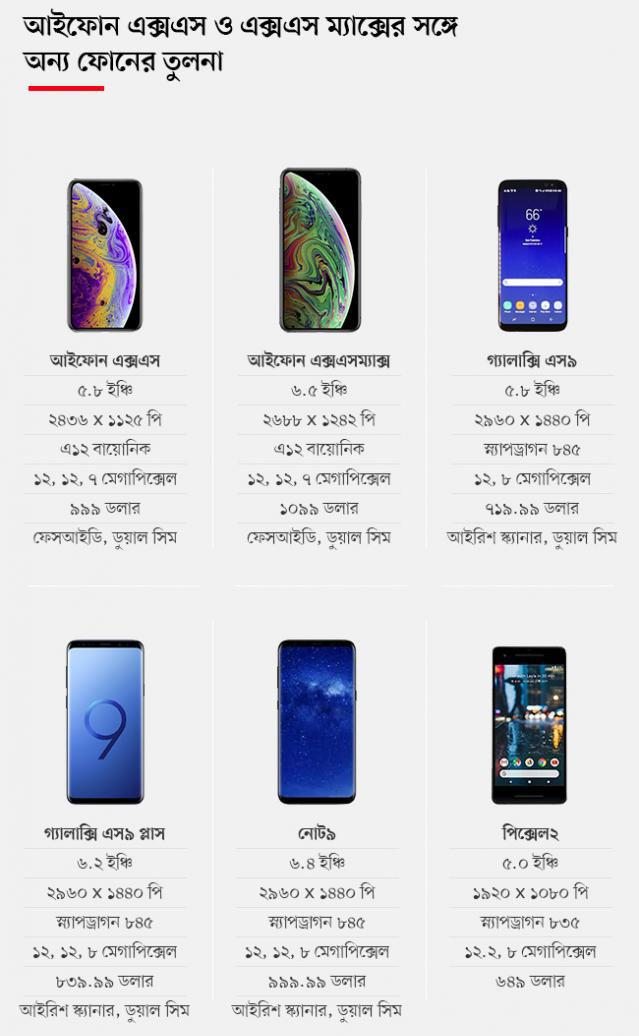 আইফোন এক্সএস ও এক্সএস ম্যাক্সের সঙ্গে
অন্য ফোনের তুলনা
আইফোন এক্সএস
৫.৮ ইঞ্চি
২৪৩৬ X ১১২৫ পি
এ১২ বায়োনিক
১২, ১২, ৭ মেগাপিক্সেল
৯৯৯ ডলার
ফেসআইডি, ডুয়াল সিম
আইফোন এক্সএসম্যাক্স
৬.৫ ইঞ্চি
২৬৮৮ X ১২৪২ পি
এ১২ বায়োনিক
১২, ১২, ৭ মেগাপিক্সেল
১০৯৯ ডলার
ফেসআইডি, ডুয়াল সিম
66°
গ্যালাক্সি এস৯
৫.৮ ইঞ্চি
২৯৬০ X ১৪৪০ পি
স্ন্যাপড্রাগন ৮৪৫
১২, ৮ মেগাপিক্সেল
৭১৯.৯৯ ডলার
আইরিশ স্ক্যানার, ডুয়াল সিম
9
গ্যালাক্সি এস৯ প্লাস
৬.২ ইঞ্চি
২৯৬০ X ১৪৪০ পি
স্ন্যাপড্রাগন ৮৪৫
১২, ১২, ৮ মেগাপিক্সেল
৮৩৯.৯৯ ডলার
আইরিশ স্ক্যানার, ডুয়াল সিম
নোট৯
৬.৪ ইঞ্চি
২৯৬০ X ১৪৪০ পি
স্ন্যাপড্রাগন ৮৪৫
১২, ১২, ৮ মেগাপিক্সেল
৯৯৯.৯৯ ডলার
আইরিশ স্ক্যানার, ডুয়াল সিম
পিক্সেল২
৫.০ ইঞ্চি
১৯২০ X ১০৮০ পি
স্ন্যাপড্রাগন ৮৩৫
১২.২, ৮ মেগাপিক্সেল
৬৪৯ ডলার